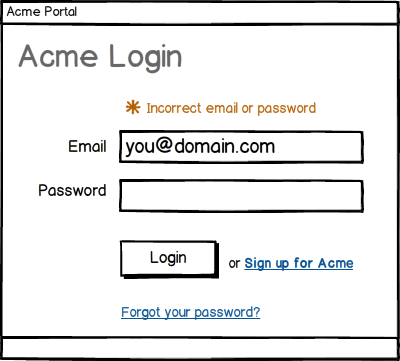 Acme Portal
Acme Login
✳ Incorrect email or password
Email you@domain.com
Password
Login or Sign up for Acme
Forgot your password?